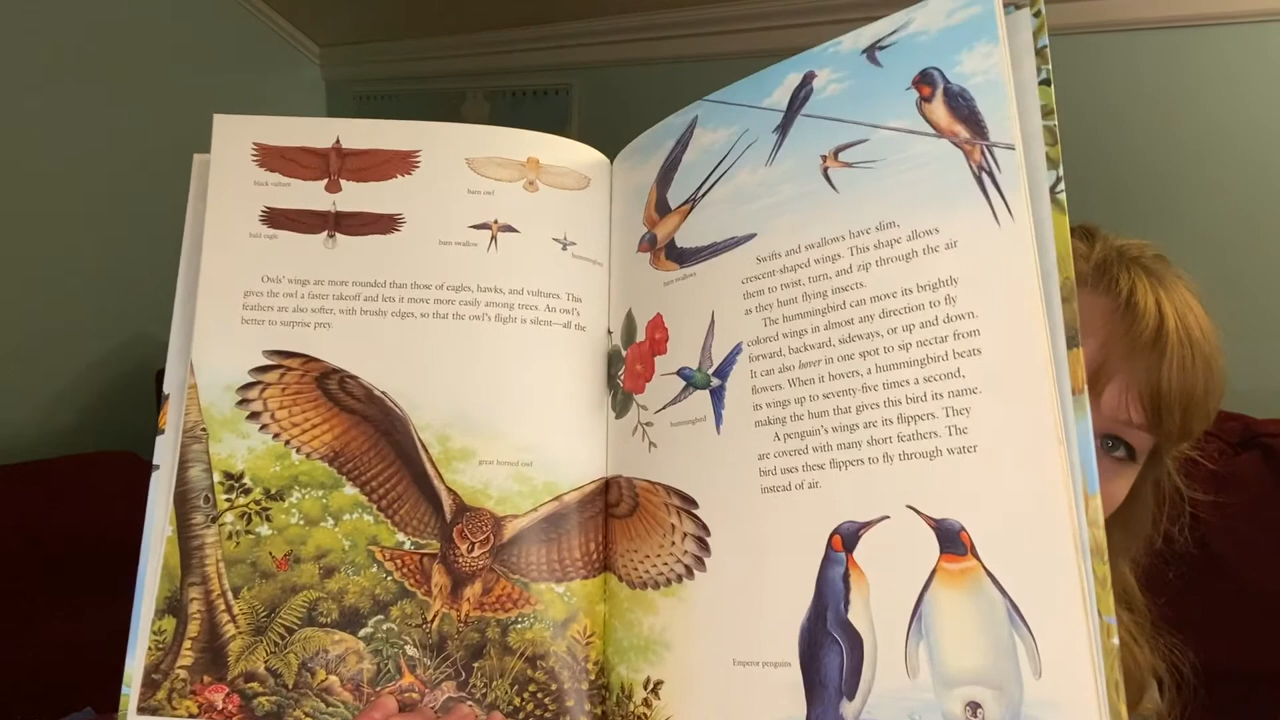 black vulture
barn owl
bald eagle
barn swallow
hummingbird
Owls' wings are more rounded than those of eagles, hawks, and vultures. This
gives the owl a faster takeoff and lets it move more easily among trees. An owl's
feathers are also softer, with brushy edges, so that the owl's flight is silent—all the
better to surprise prey.
great horned owl
barn swallows
Swifts and swallows have slim,
crescent-shaped wings. This shape allows
them to twist, turn, and zip through the air
as they hunt flying insects.
The hummingbird can move its brightly
colored wings in almost any direction to fly
forward, backward, sideways, or up and down.
It can also hover in one spot to sip nectar from
flowers. When it hovers, a hummingbird beats
its wings up to seventy-five times a second,
making the hum that gives this bird its name.
A penguin's wings are its flippers. They
are covered with many short feathers. The
bird uses these flippers to fly through water
instead of air.
hummingbird
Emperor penguins